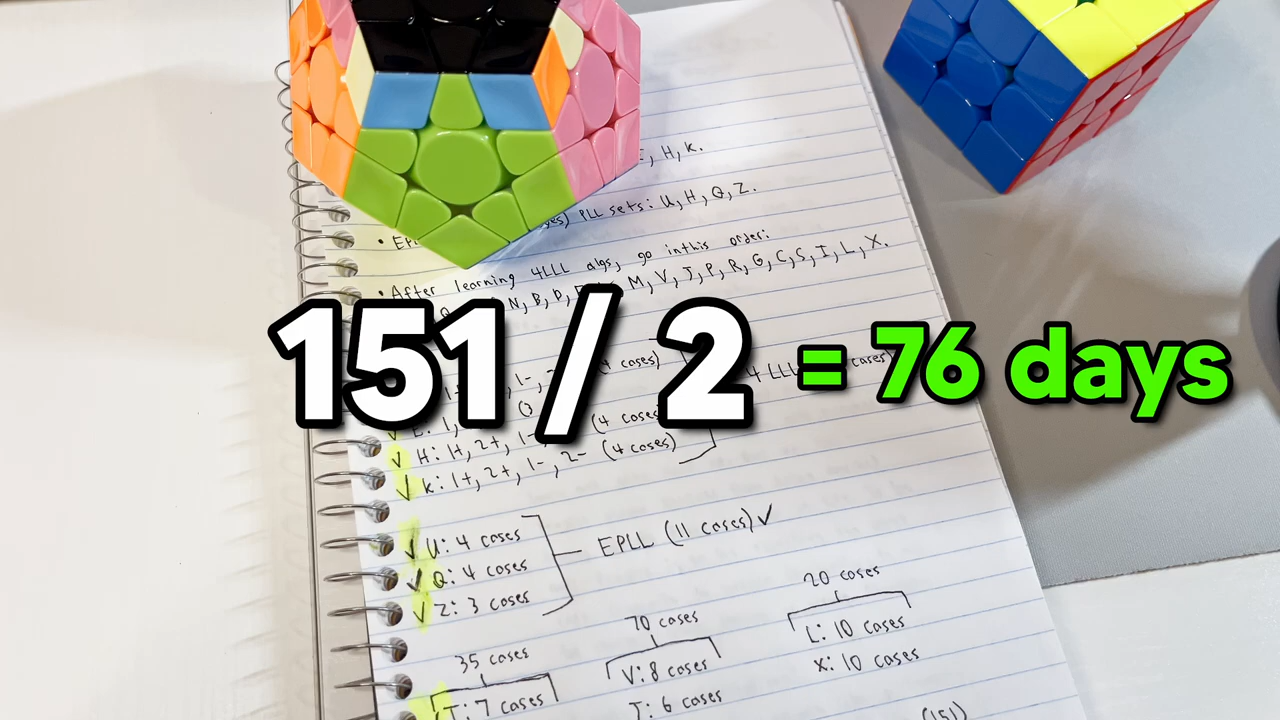 , H, K.
PLL sets: U, H, Q, Z.
• After learning 4LLL algs, go in this order:
N, B, D, M, V, J, P, R, G, C, S, I, L, X.
151 / 2 = 76 days
✓ H: 1+, 2+, 1- (4 cases)
✓ K: 1+, 2+, 1-, 2- (4 cases)
✓ U: 4 cases
✓ Q: 4 cases
✓ Z: 3 cases
EPLL (11 cases) ✓
20 cases
L: 10 cases
X: 10 cases
70 cases
V: 8 cases
J: 6 cases
35 cases
T: 7 cases
(151)